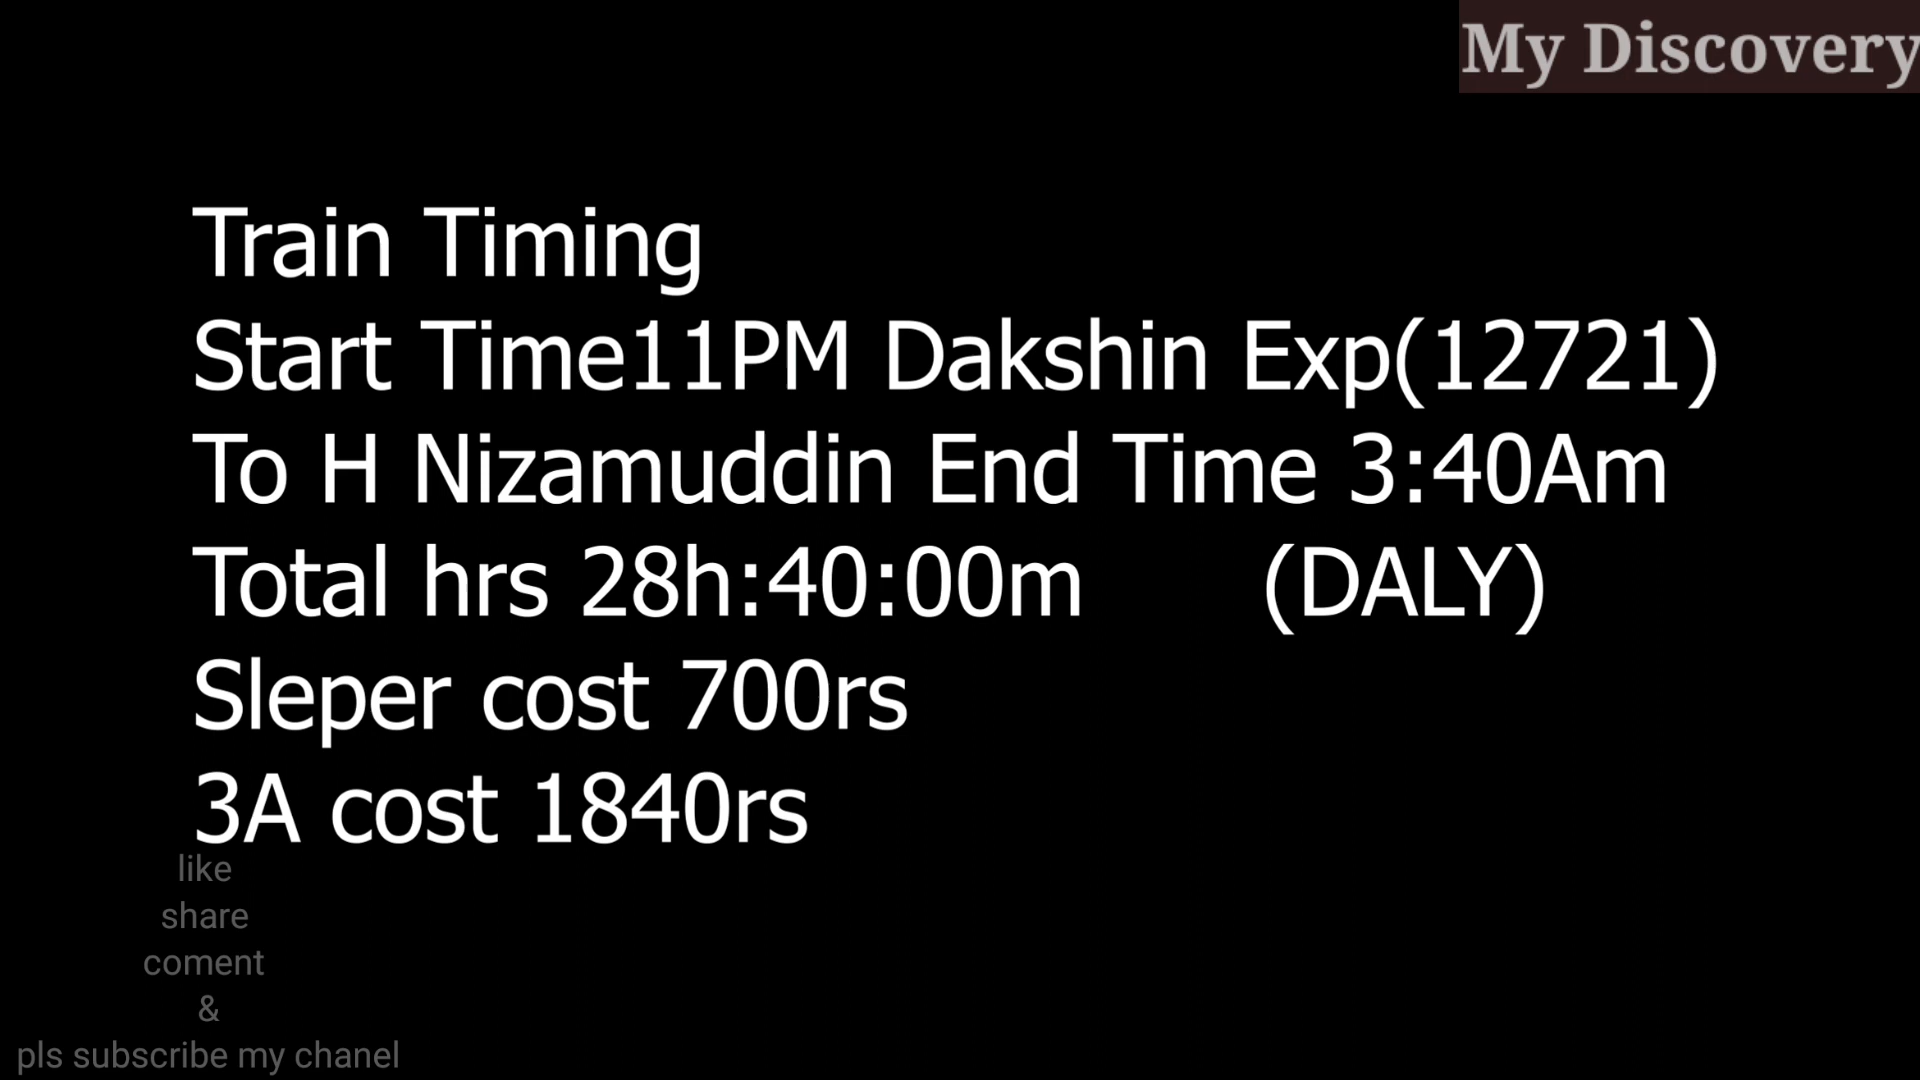 My Discovery
Train Timing
Start Time11PM Dakshin Exp(12721)
To H Nizamuddin End Time 3:40Am
Total hrs 28h:40:00m (DALY)
Sleper cost 700rs
3A cost 1840rs
like
share
coment
&
pls subscribe my chanel